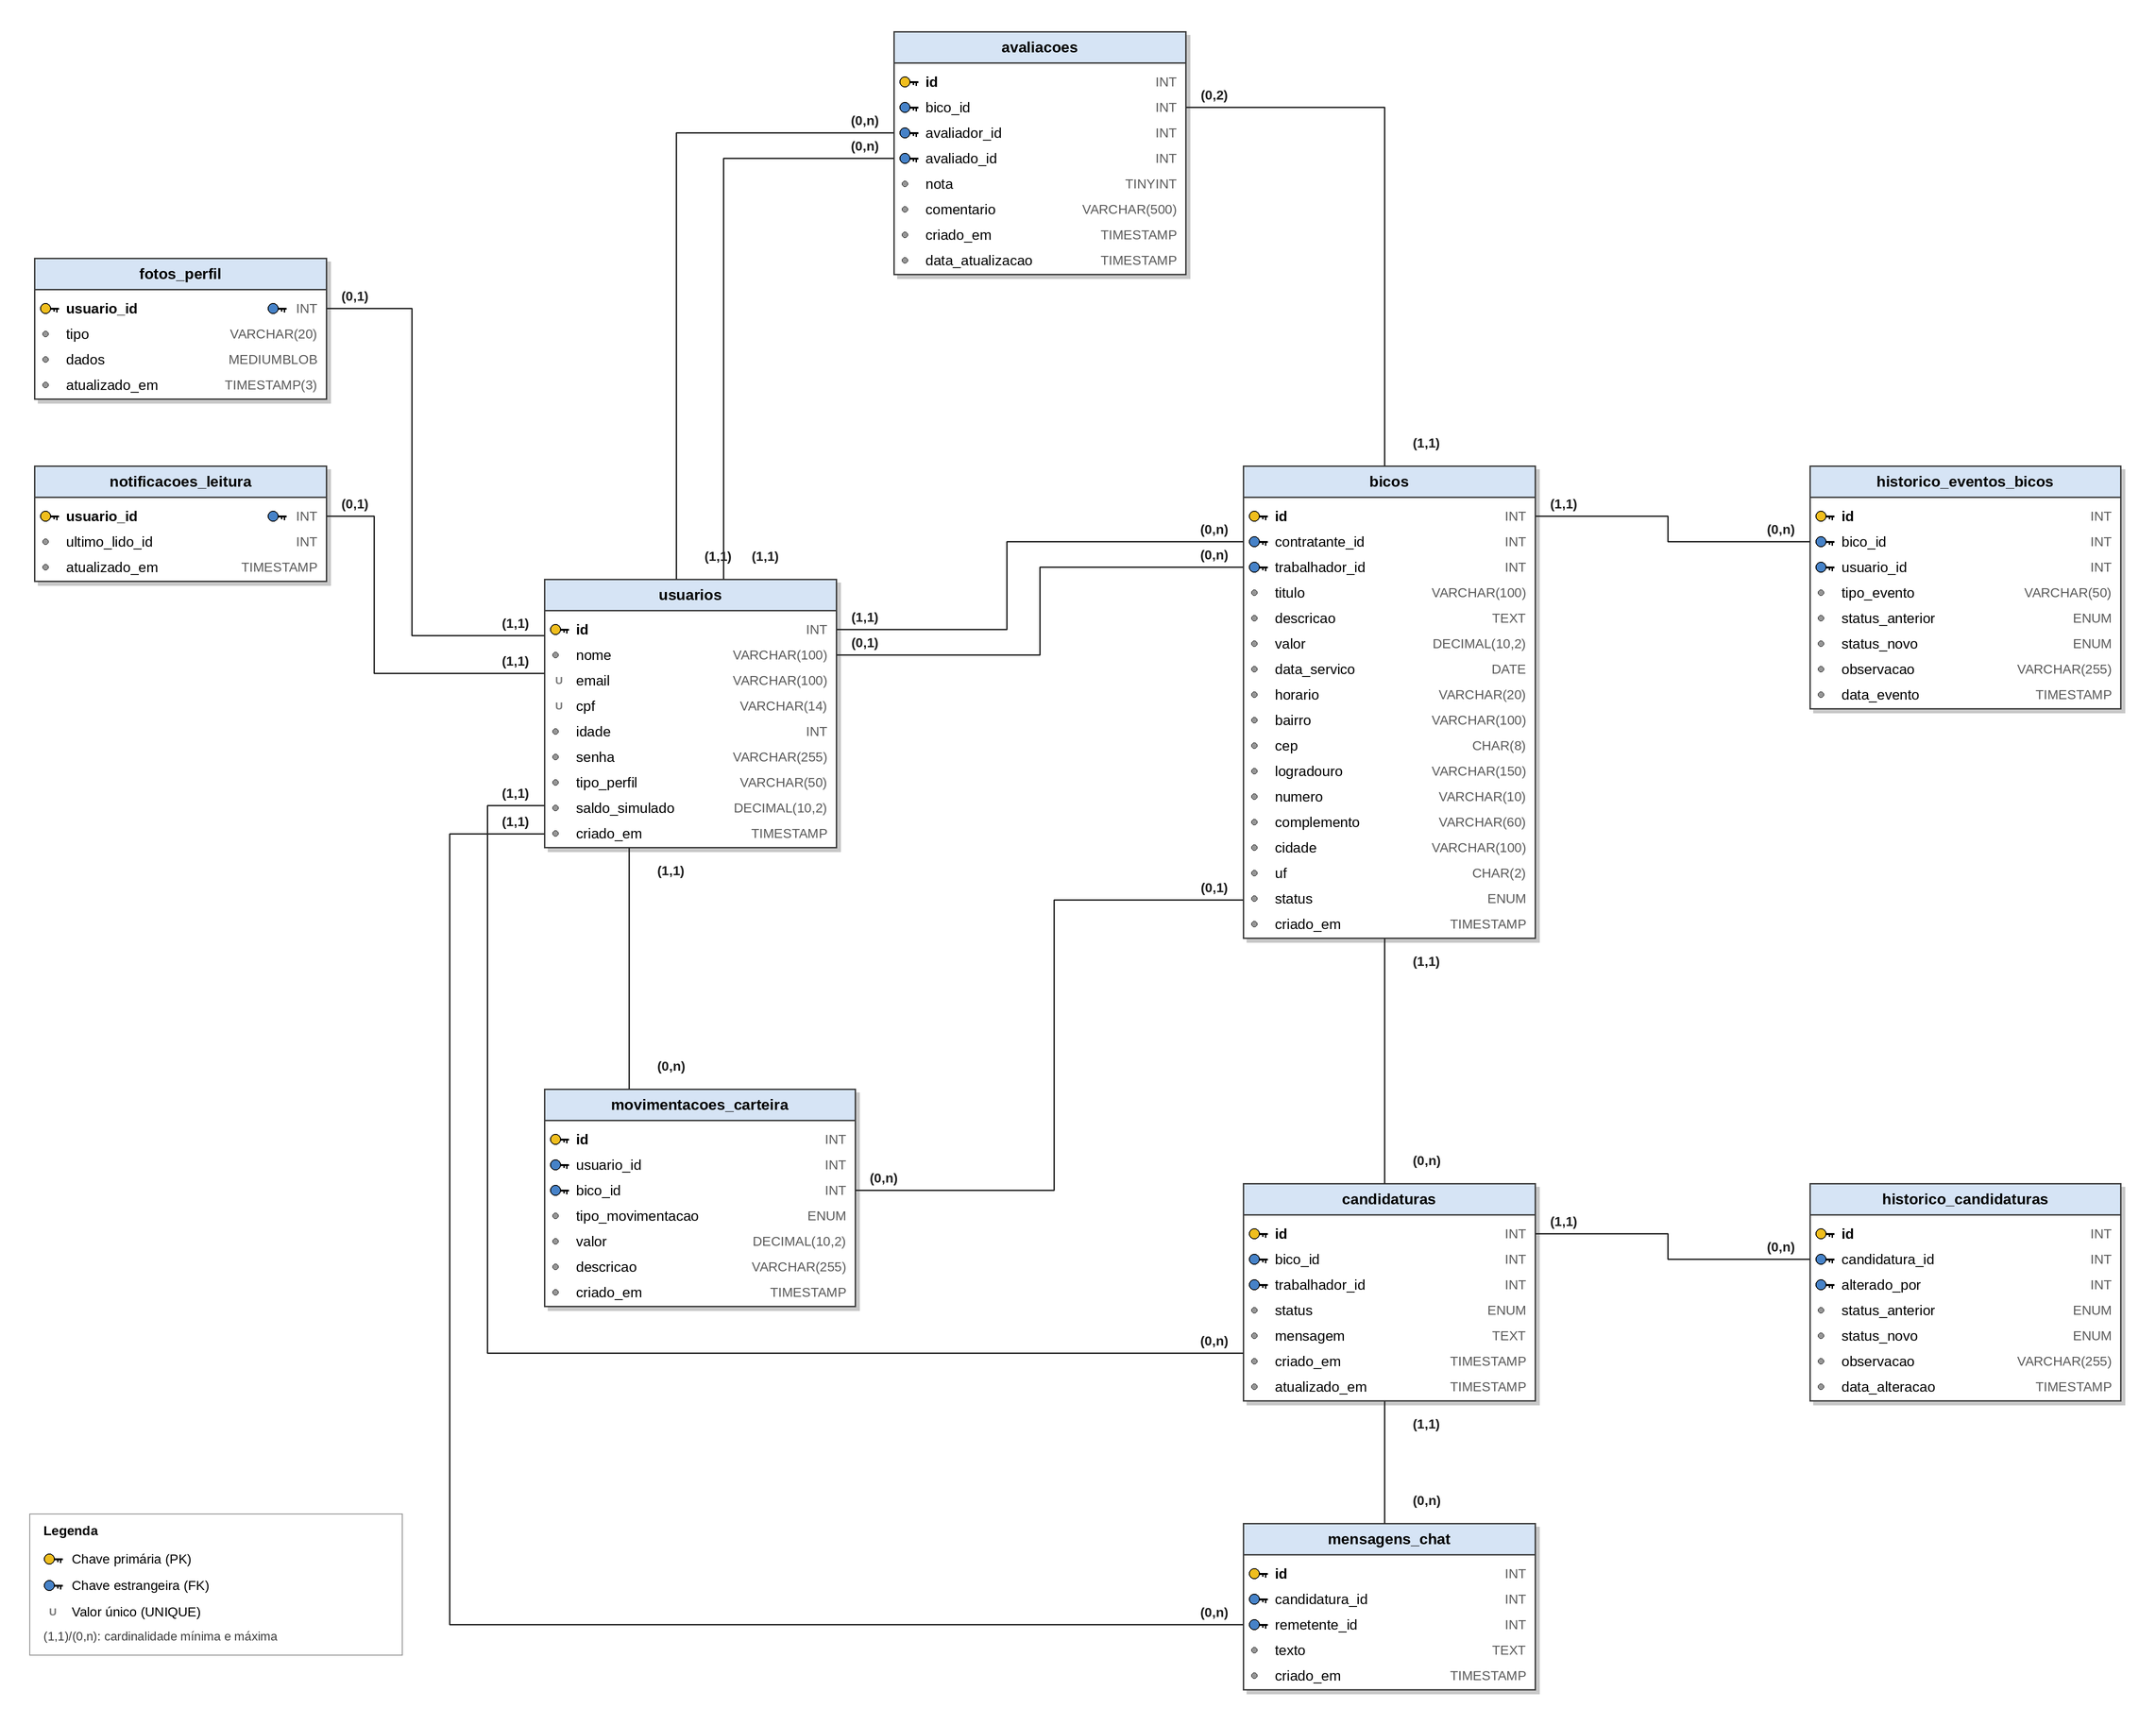 avaliacoes
id INT
bico_id INT
avaliador_id INT
avaliado_id INT
nota TINYINT
comentario VARCHAR(500)
criado_em TIMESTAMP
data_atualizacao TIMESTAMP
(0,n)
(0,n)
(0,2)
fotos_perfil
usuario_id INT
tipo VARCHAR(20)
dados MEDIUMBLOB
atualizado_em TIMESTAMP(3)
(0,1)
notificacoes_leitura
usuario_id INT
ultimo_lido_id INT
atualizado_em TIMESTAMP
(0,1)
(1,1) (1,1)
usuarios
id INT
nome VARCHAR(100)
U email VARCHAR(100)
U cpf VARCHAR(14)
idade INT
senha VARCHAR(255)
tipo_perfil VARCHAR(50)
saldo_simulado DECIMAL(10,2)
criado_em TIMESTAMP
(1,1)
(1,1)
(1,1)
(1,1)
(1,1)
(0,1)
(1,1)
(1,1)
bicos
id INT
contratante_id INT
trabalhador_id INT
titulo VARCHAR(100)
descricao TEXT
valor DECIMAL(10,2)
data_servico DATE
horario VARCHAR(20)
bairro VARCHAR(100)
cep CHAR(8)
logradouro VARCHAR(150)
numero VARCHAR(10)
complemento VARCHAR(60)
cidade VARCHAR(100)
uf CHAR(2)
status ENUM
criado_em TIMESTAMP
(0,n)
(0,n)
(0,1)
(1,1)
(1,1)
(0,n)
historico_eventos_bicos
id INT
bico_id INT
usuario_id INT
tipo_evento VARCHAR(50)
status_anterior ENUM
status_novo ENUM
observacao VARCHAR(255)
data_evento TIMESTAMP
(0,n)
movimentacoes_carteira
id INT
usuario_id INT
bico_id INT
tipo_movimentacao ENUM
valor DECIMAL(10,2)
descricao VARCHAR(255)
criado_em TIMESTAMP
(0,n)
(0,n)
candidaturas
id INT
bico_id INT
trabalhador_id INT
status ENUM
mensagem TEXT
criado_em TIMESTAMP
atualizado_em TIMESTAMP
(0,n)
(1,1)
(0,n)
historico_candidaturas
id INT
candidatura_id INT
alterado_por INT
status_anterior ENUM
status_novo ENUM
observacao VARCHAR(255)
data_alteracao TIMESTAMP
(1,1)
(0,n)
mensagens_chat
id INT
candidatura_id INT
remetente_id INT
texto TEXT
criado_em TIMESTAMP
(0,n)
Legenda
Chave primária (PK)
Chave estrangeira (FK)
U Valor único (UNIQUE)
(1,1)/(0,n): cardinalidade mínima e máxima